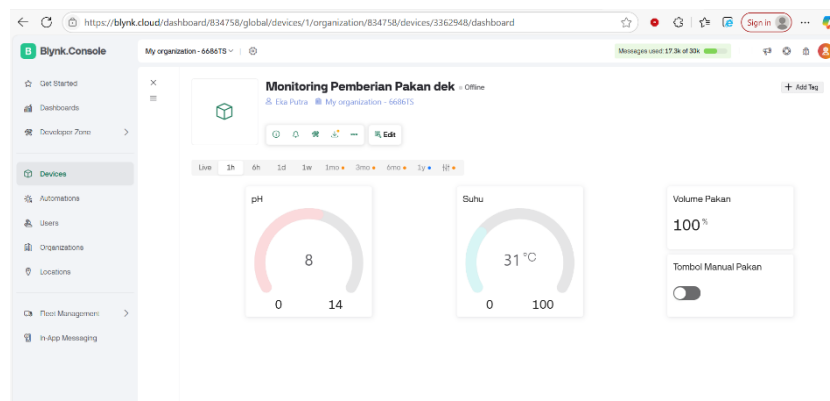 https://blynk.cloud/dashboard/834758/global/devices/1/organization/834758/devices/3362948/dashboard
Sign in
B Blynk.Console
My organization - 6686TS
Messages used: 17.3k of 30k
Get Started
Dashboards
Developer Zone
Devices
Automations
Users
Organizations
Locations
Fleet Management
In-App Messaging
Monitoring Pemberian Pakan dek Offline
Eka Putra My organization - 6686TS
Add Tag
Edit
Live 1h 6h 1d 1w 1mo 3mo 6mo 1y
pH
8
0 14
Suhu
31 °C
0 100
Volume Pakan
100 %
Tombol Manual Pakan